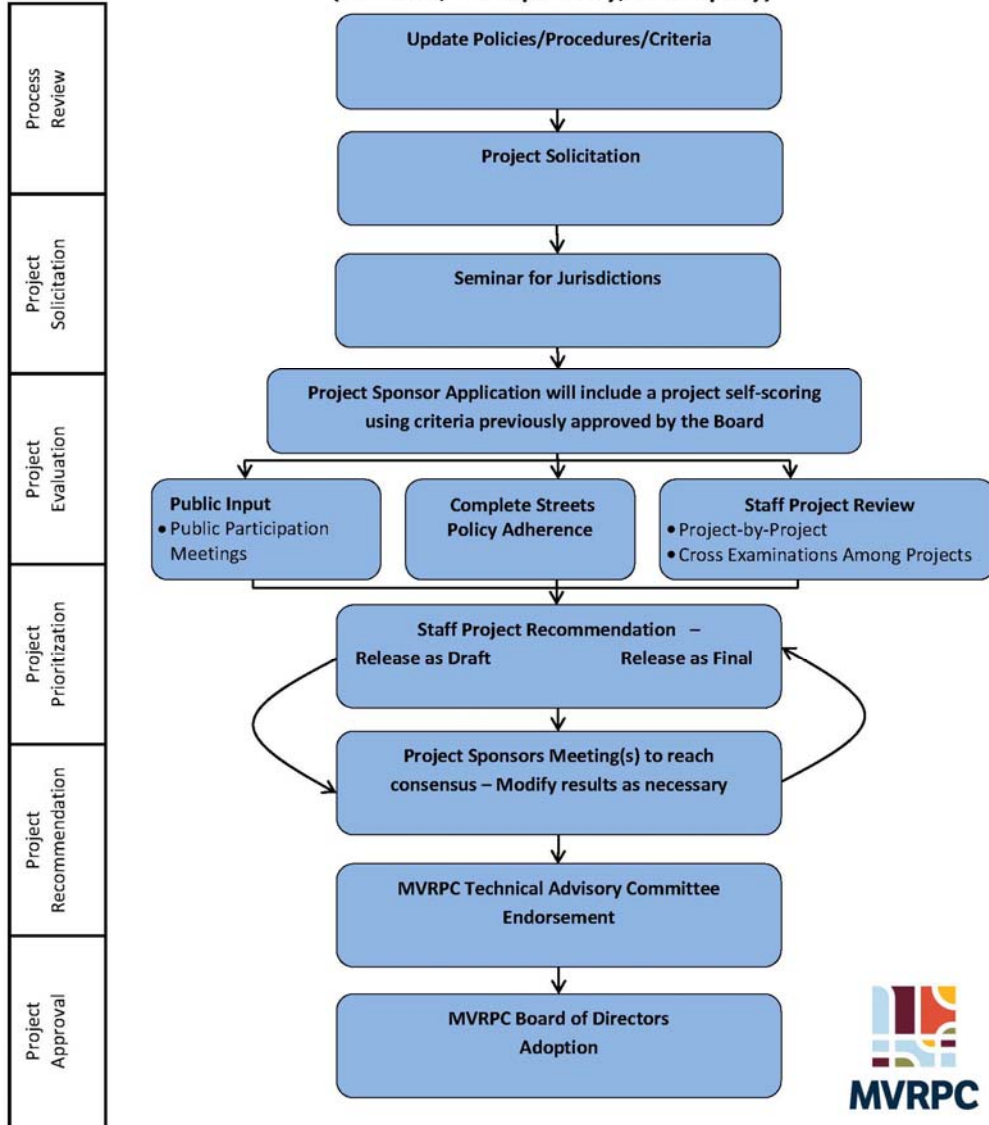 Process
Review
Project
Solicitation
Project
Evaluation
Project
Prioritization
Project
Recommendation
Project
Approval
Update Policies/Procedures/Criteria
Project Solicitation
Seminar for Jurisdictions
Project Sponsor Application will include a project self-scoring
using criteria previously approved by the Board
Public Input
• Public Participation
Meetings
Complete Streets
Policy Adherence
Staff Project Review
• Project-by-Project
• Cross Examinations Among Projects
Staff Project Recommendation –
Release as Draft Release as Final
Project Sponsors Meeting(s) to reach
consensus – Modify results as necessary
MVRPC Technical Advisory Committee
Endorsement
MVRPC Board of Directors
Adoption
MVRPC